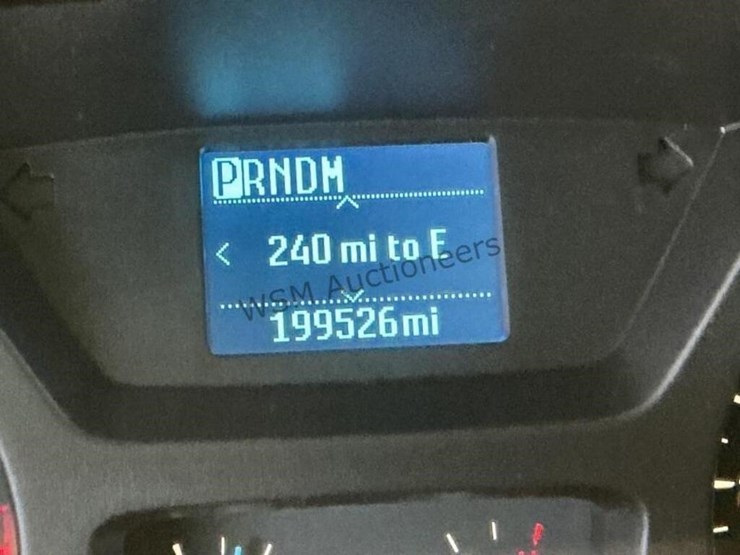 PRNDM
240 mi to E
WSM Auctioneers
199526mi